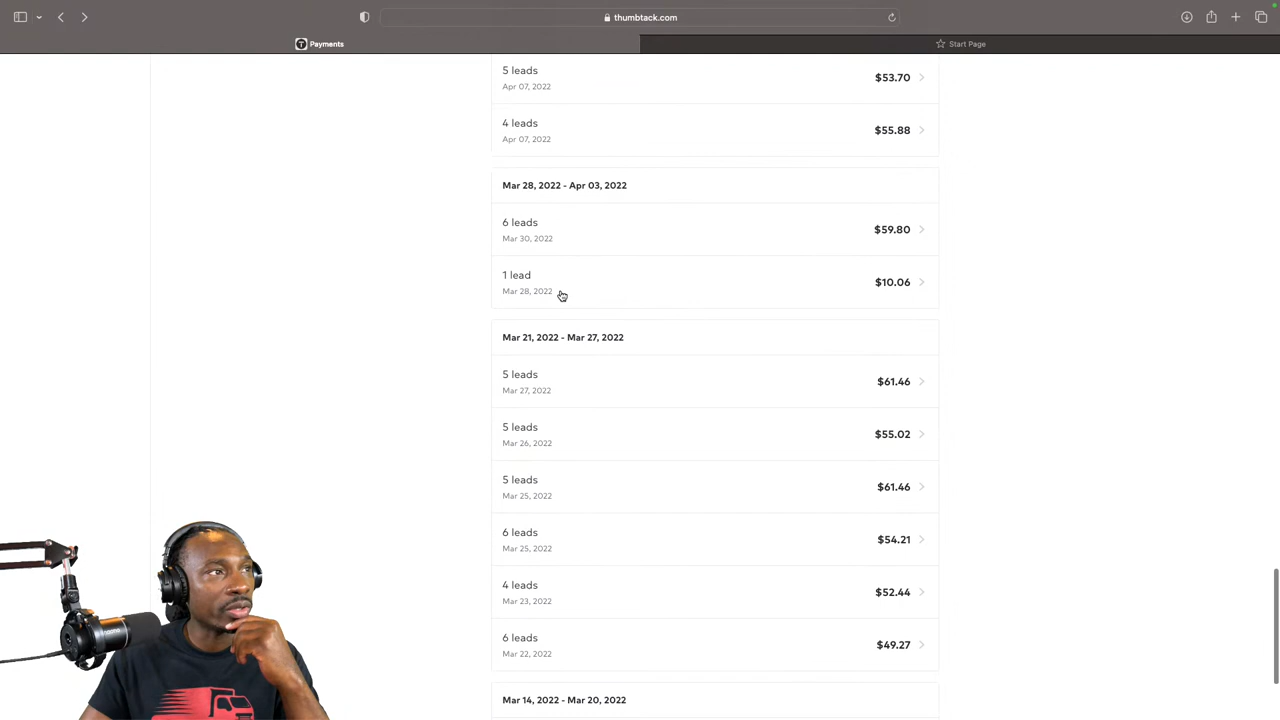 thumbtack.com
Payments
Start Page
5 leads
$53.70
Apr 07, 2022
4 leads
$55.88
Apr 07, 2022
Mar 28, 2022 - Apr 03, 2022
6 leads
$59.80
Mar 30, 2022
1 lead
$10.06
Mar 28, 2022
Mar 21, 2022 - Mar 27, 2022
5 leads
$61.46
Mar 27, 2022
5 leads
$55.02
Mar 26, 2022
5 leads
$61.46
Mar 25, 2022
6 leads
$54.21
Mar 25, 2022
4 leads
$52.44
Mar 23, 2022
6 leads
$49.27
Mar 22, 2022
Mar 14, 2022 - Mar 20, 2022